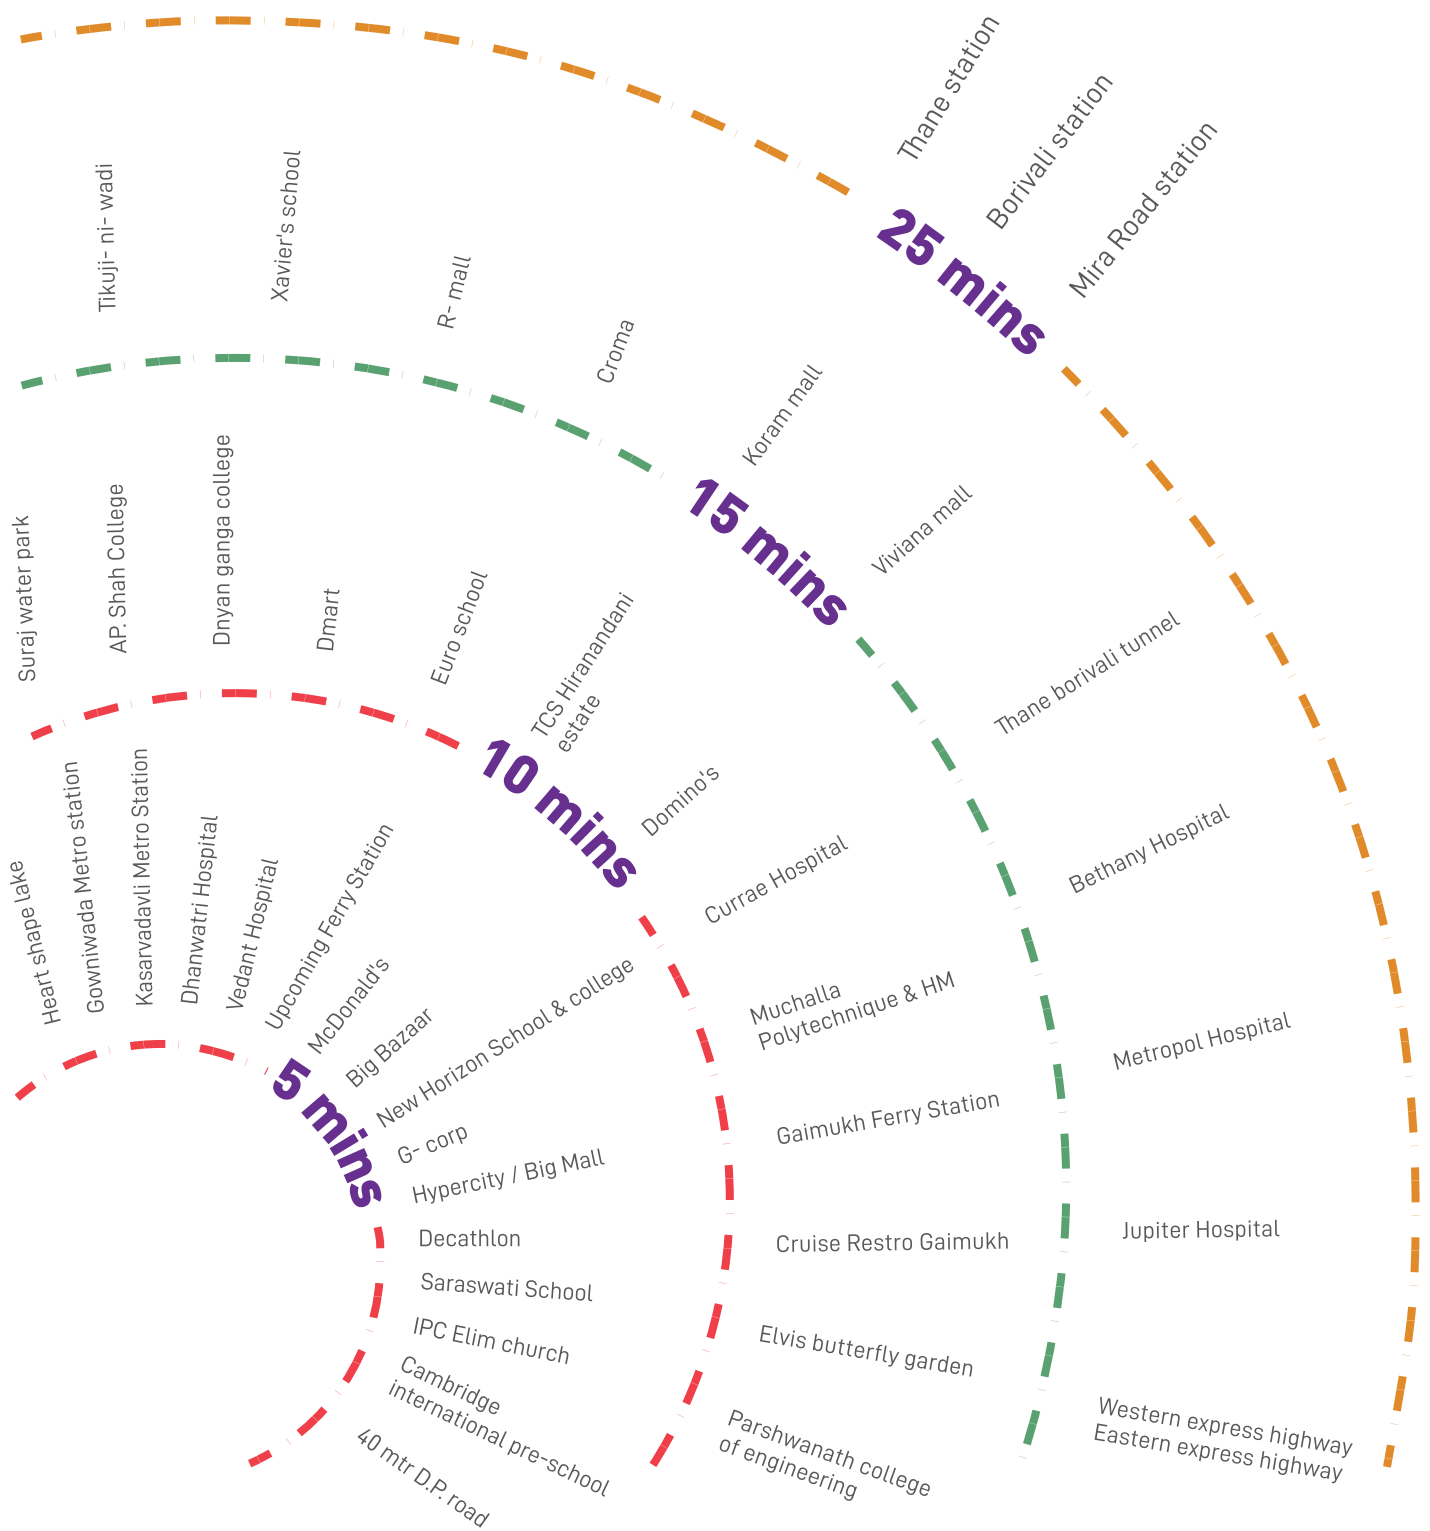 25 mins
Thane station
Borivali station
Mira Road station
15 mins
Tikuji- ni- wadi
Xavier's school
R- mall
Croma
Koram mall
Viviana mall
Thane borivali tunnel
Bethany Hospital
Metropol Hospital
Jupiter Hospital
Western express highway
Eastern express highway
10 mins
Suraj water park
AP. Shah College
Dnyan ganga college
Dmart
Euro school
TCS Hiranandani
estate
Domino's
Currae Hospital
Muchalla
Polytechnique & HM
Gaimukh Ferry Station
Cruise Restro Gaimukh
Elvis butterfly garden
Parshwanath college
of engineering
5 mins
Heart shape lake
Gowniwada Metro station
Kasarvadavli Metro Station
Dhanwatri Hospital
Vedant Hospital
Upcoming Ferry Station
McDonald's
Big Bazaar
New Horizon School & college
G- corp
Hypercity / Big Mall
Decathlon
Saraswati School
IPC Elim church
Cambridge
international pre-school
40 mtr D.P. road